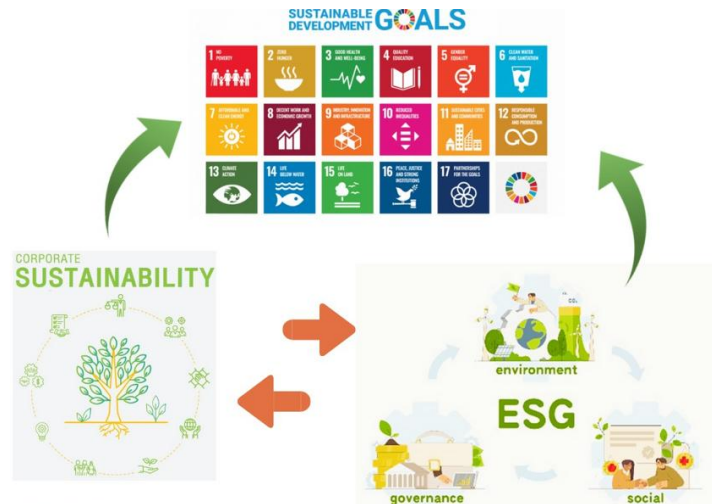 SUSTAINABLE
DEVELOPMENT GOALS
1 NO POVERTY
2 ZERO HUNGER
3 GOOD HEALTH AND WELL-BEING
4 QUALITY EDUCATION
5 GENDER EQUALITY
6 CLEAN WATER AND SANITATION
7 AFFORDABLE AND CLEAN ENERGY
8 DECENT WORK AND ECONOMIC GROWTH
9 INDUSTRY, INNOVATION AND INFRASTRUCTURE
10 REDUCED INEQUALITIES
11 SUSTAINABLE CITIES AND COMMUNITIES
12 RESPONSIBLE CONSUMPTION AND PRODUCTION
13 CLIMATE ACTION
14 LIFE BELOW WATER
15 LIFE ON LAND
16 PEACE, JUSTICE AND STRONG INSTITUTIONS
17 PARTNERSHIPS FOR THE GOALS
CORPORATE
SUSTAINABILITY
environment
ESG
governance
social